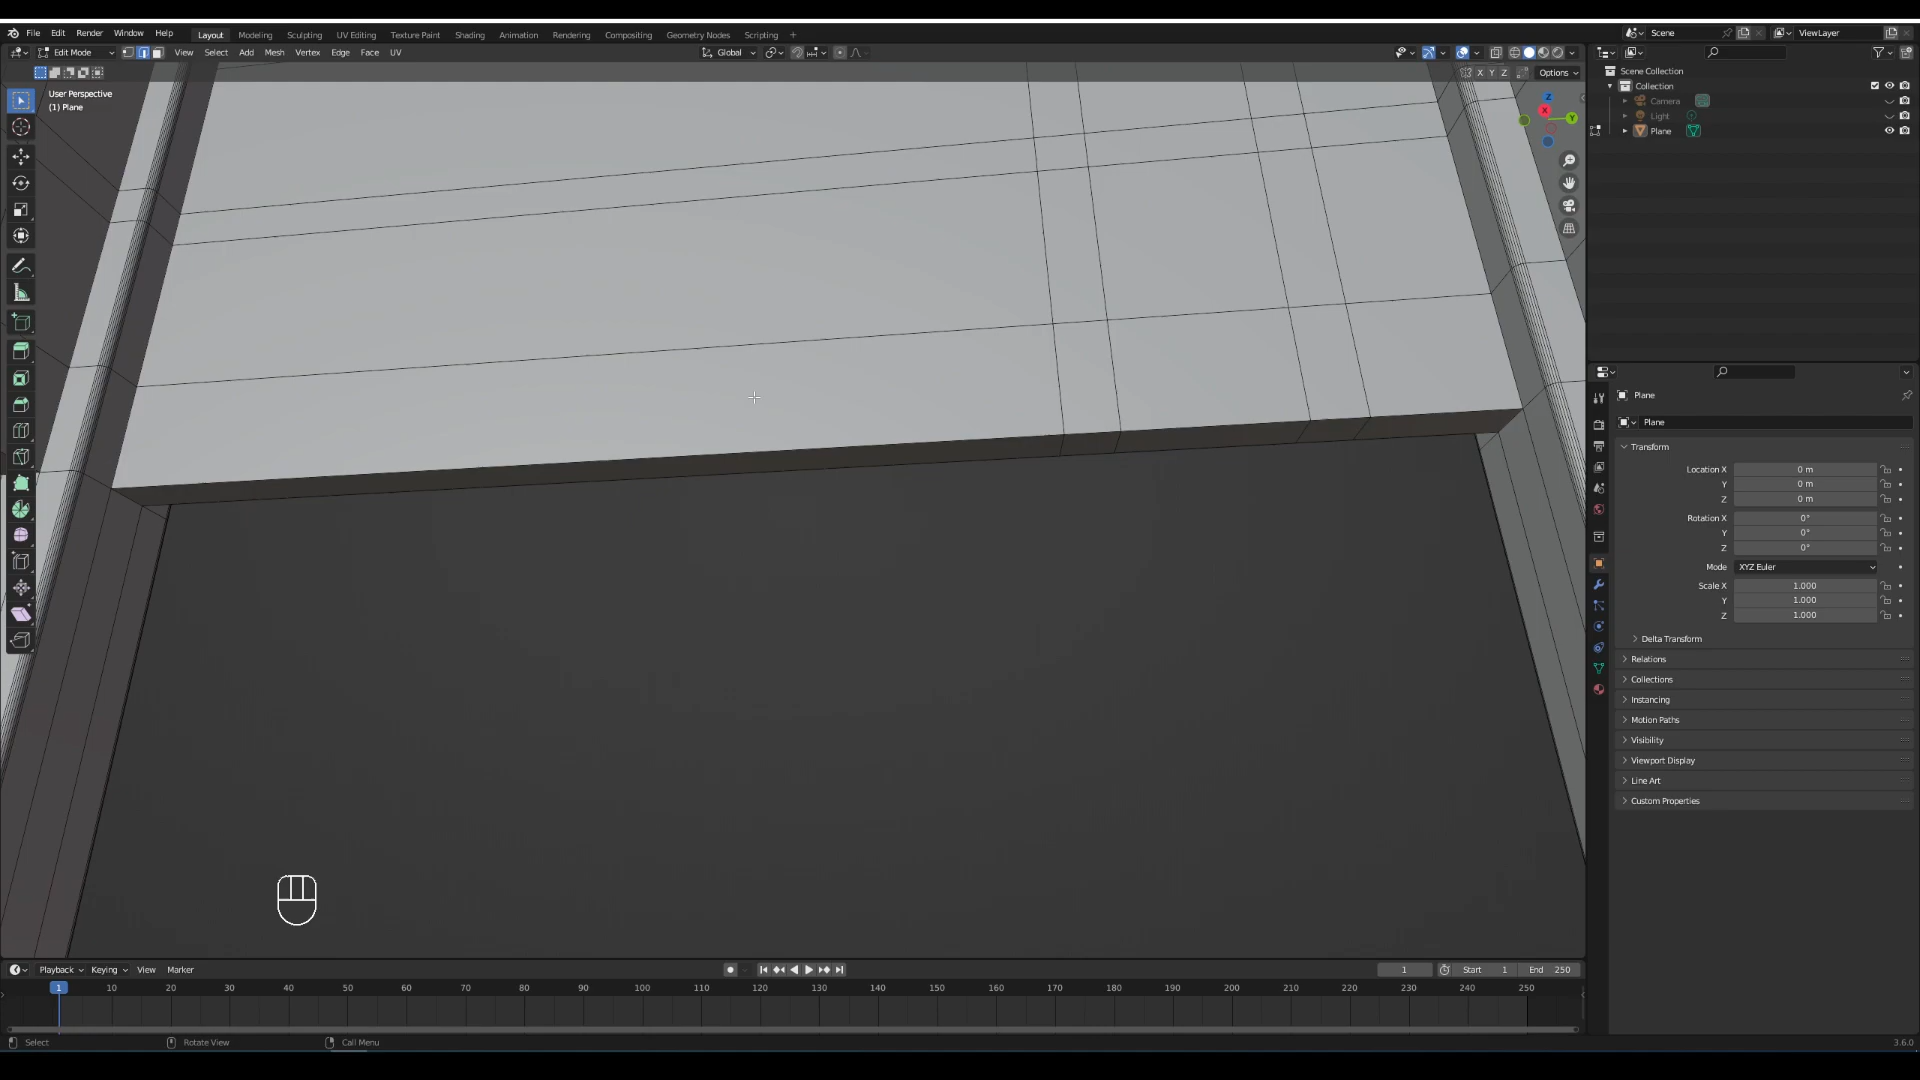 File Edit Render Window Help Layout Modeling Sculpting UV Editing Texture Paint Shading Animation Rendering Compositing Geometry Nodes Scripting + Scene ViewLayer
Edit Mode View Select Add Mesh Vertex Edge Face UV Global
X Y Z Options
User Perspective
(1) Plane
Z
X
Y
Scene Collection
Collection
Camera
Light
Plane
Plane
Plane
Transform
Location X 0 m
Y 0 m
Z 0 m
Rotation X 0°
Y 0°
Z 0°
Mode XYZ Euler
Scale X 1.000
Y 1.000
Z 1.000
Delta Transform
Relations
Collections
Instancing
Motion Paths
Visibility
Viewport Display
Line Art
Custom Properties
Playback Keying View Marker 1 Start 1 End 250
1 10 20 30 40 50 60 70 80 90 100 110 120 130 140 150 160 170 180 190 200 210 220 230 240 250
Select Rotate View Call Menu 3.6.0